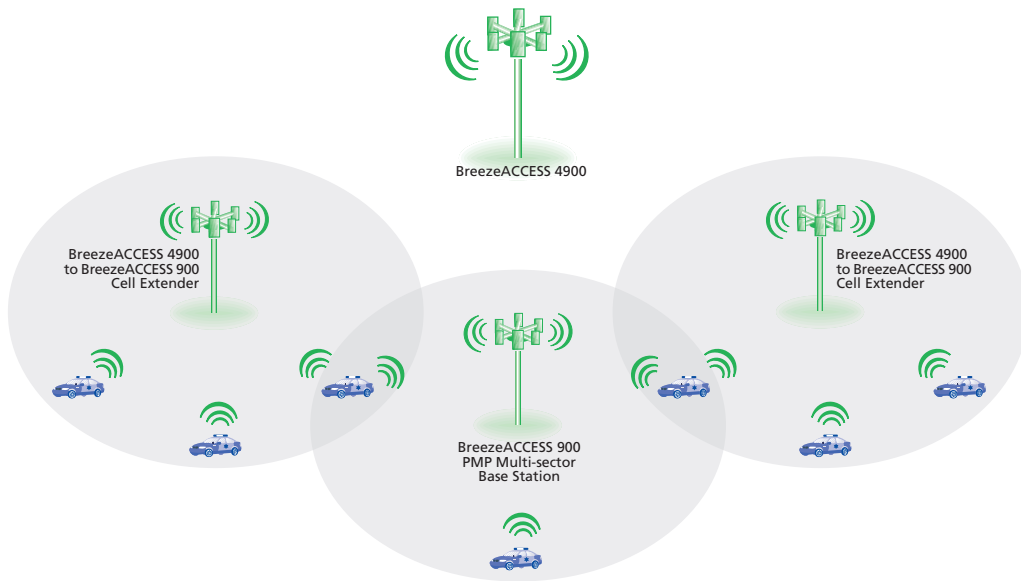 BreezeACCESS 4900
BreezeACCESS 4900
to BreezeACCESS 900
Cell Extender
BreezeACCESS 4900
to BreezeACCESS 900
Cell Extender
BreezeACCESS 900
PMP Multi-sector
Base Station